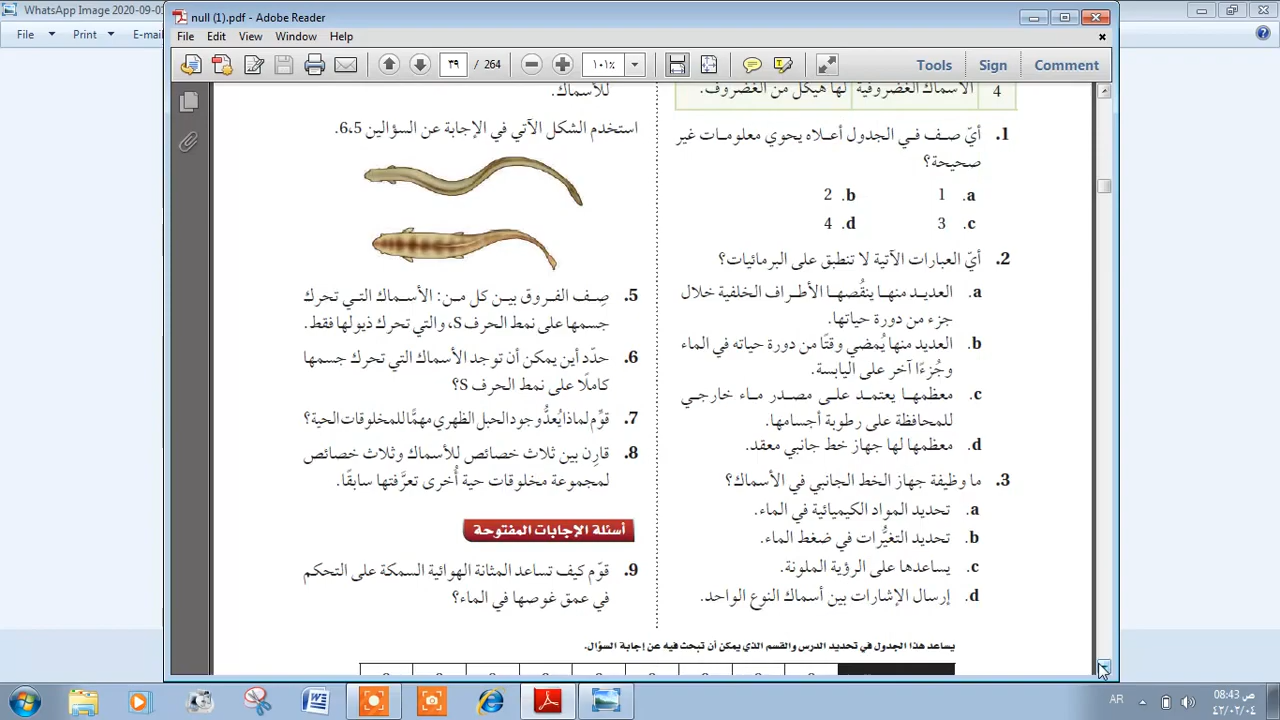 WhatsApp Image 2020-09-01
File Print E-mail
null (1).pdf - Adobe Reader
File Edit View Window Help
٣٩ / 264 ١٠١٪ Tools Sign Comment
4 الأسماك الغضروفية لها هيكل من الغضروف.
1. أيّ صف في الجدول أعلاه يحوي معلومات غير
صحيحة؟
a. 1 b. 2
c. 3 d. 4
2. أيّ العبارات الآتية لا تنطبق على البرمائيات؟
a. العديد منها ينقُصها الأطراف الخلفية خلال
جزء من دورة حياتها.
b. العديد منها يُمضي وقتًا من دورة حياته في الماء
وجُزءًا آخر على اليابسة.
c. معظمها يعتمد على مصدر ماء خارجي
للمحافظة على رطوبة أجسامها.
d. معظمها لها جهاز خط جانبي معقد.
3. ما وظيفة جهاز الخط الجانبي في الأسماك؟
a. تحديد المواد الكيميائية في الماء.
b. تحديد التغيُّرات في ضغط الماء.
c. يساعدها على الرؤية الملونة.
d. إرسال الإشارات بين أسماك النوع الواحد.
للأسماك.
استخدم الشكل الآتي في الإجابة عن السؤالين 6.5.
5. صِف الفروق بين كل من: الأسماك التي تحرك
جسمها على نمط الحرف S، والتي تحرك ذيولها فقط.
6. حدّد أين يمكن أن توجد الأسماك التي تحرك جسمها
كاملًا على نمط الحرف S؟
7. قوِّم لماذا يُعدُّ وجود الحبل الظهري مهمًّا للمخلوقات الحية؟
8. قارِن بين ثلاث خصائص للأسماك وثلاث خصائص
لمجموعة مخلوقات حية أُخرى تعرَّفتها سابقًا.
أسئلة الإجابات المفتوحة
9. قوّم كيف تساعد المثانة الهوائية السمكة على التحكم
في عمق غوصها في الماء؟
يساعد هذا الجدول في تحديد الدرس والقسم الذي يمكن أن تبحث فيه عن إجابة السؤال.
AR
08:43 ص
٤٢/٠٢/٠٤